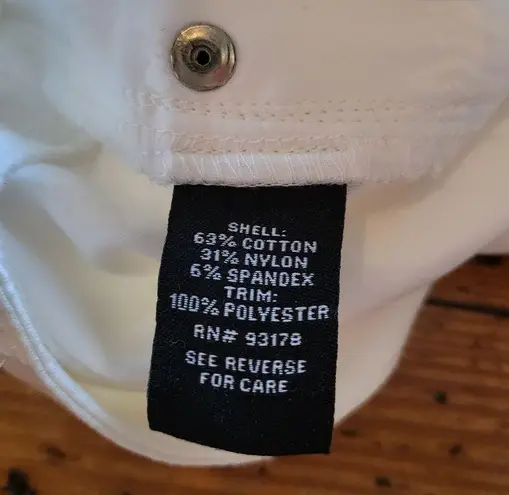 SHELL:
63% COTTON
31% NYLON
6% SPANDEX
TRIM:
100% POLYESTER
RN# 93178
SEE REVERSE
FOR CARE